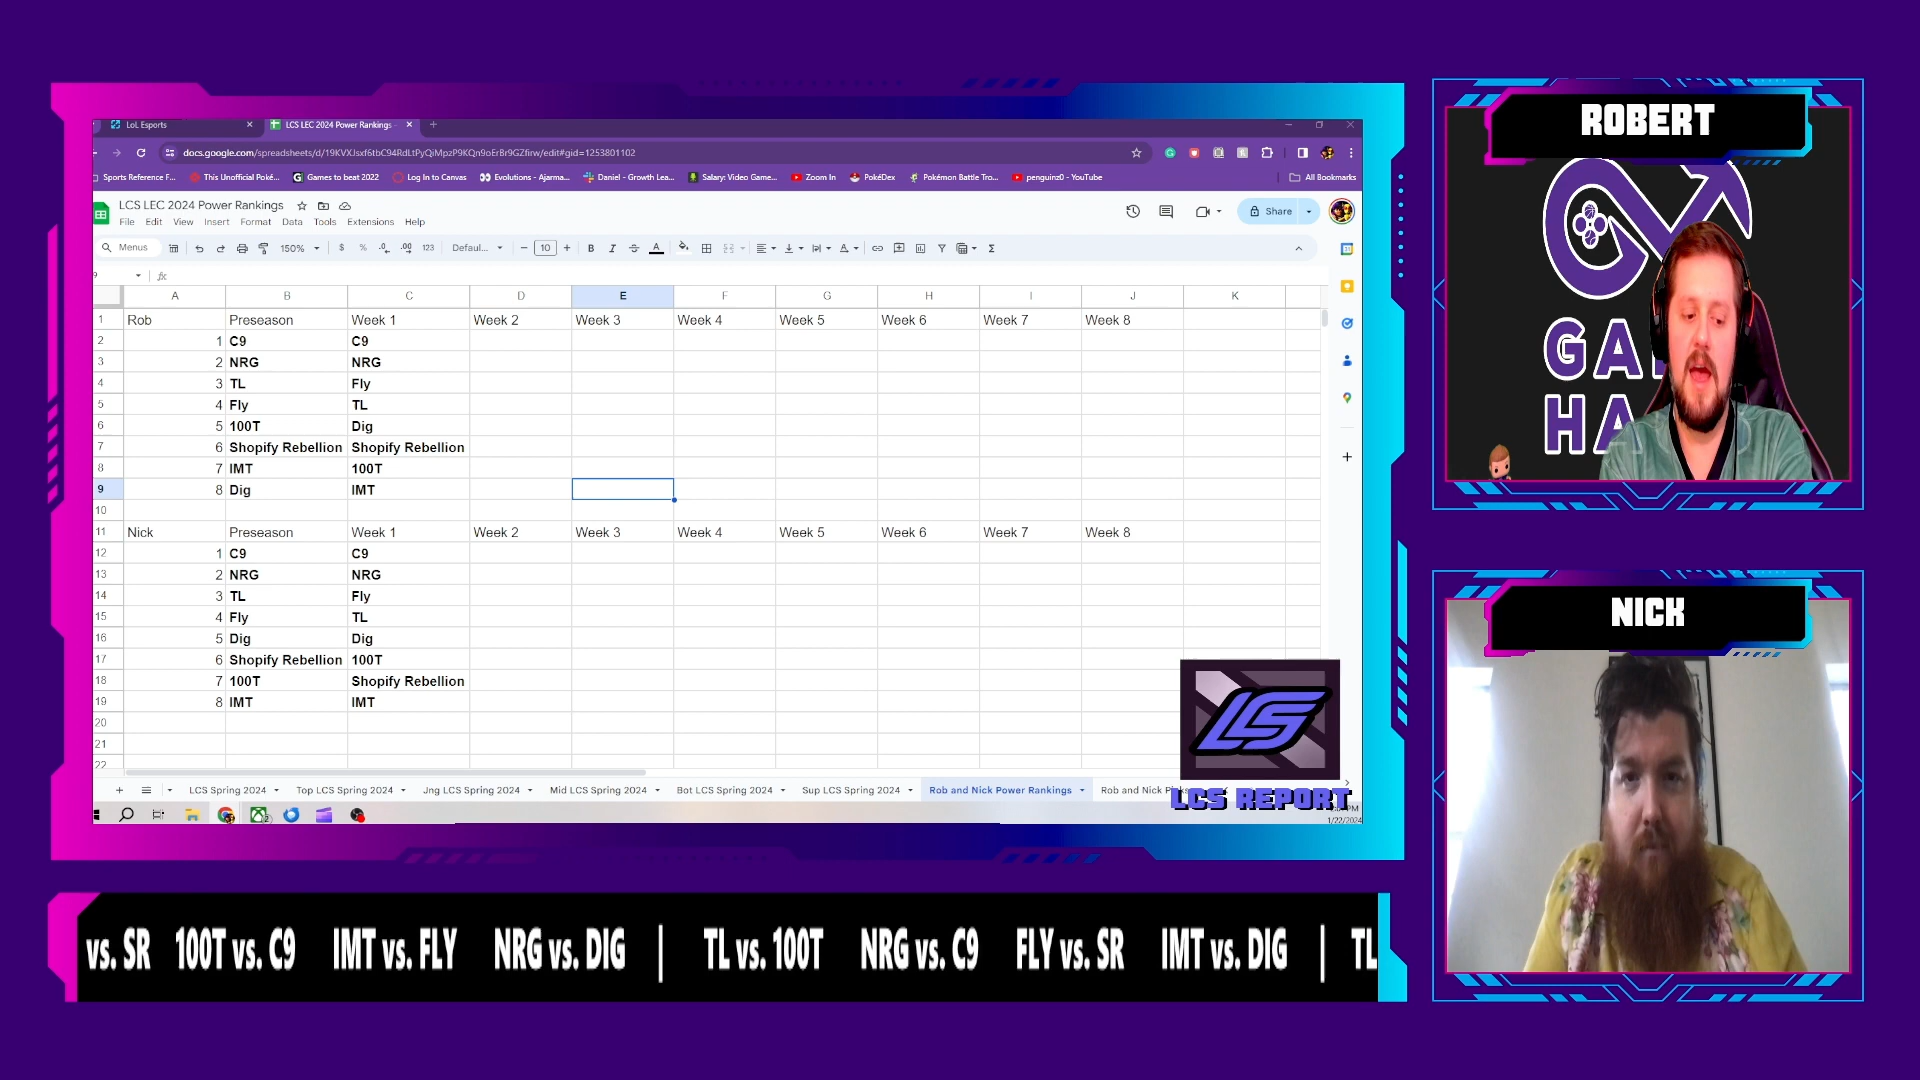 LoL Esports
LCS LEC 2024 Power Rankings -
docs.google.com/spreadsheets/d/19KVXJsxf6tbC94RdLtPyQiMpzP9KQn9oErBr9GZfirw/edit#gid=1253801102
Sports Reference F... This Unofficial Poké... Games to beat 2022 Log In to Canvas Evolutions - Ajarma... Daniel - Growth Lea... Salary: Video Game... Zoom In PokéDex Pokémon Battle Tro... penguinz0 - YouTube All Bookmarks
LCS LEC 2024 Power Rankings
File Edit View Insert Format Data Tools Extensions Help
Share
Menus 150% $ % .0 .00 123 Defaul... 10 B I A
fx
A B C D E F G H I J K
1 Rob Preseason Week 1 Week 2 Week 3 Week 4 Week 5 Week 6 Week 7 Week 8
2 1 C9 C9
3 2 NRG NRG
4 3 TL Fly
5 4 Fly TL
6 5 100T Dig
7 6 Shopify Rebellion Shopify Rebellion
8 7 IMT 100T
9 8 Dig IMT
10
11 Nick Preseason Week 1 Week 2 Week 3 Week 4 Week 5 Week 6 Week 7 Week 8
12 1 C9 C9
13 2 NRG NRG
14 3 TL Fly
15 4 Fly TL
16 5 Dig Dig
17 6 Shopify Rebellion 100T
18 7 100T Shopify Rebellion
19 8 IMT IMT
20
21
22
LCS Spring 2024 Top LCS Spring 2024 Jng LCS Spring 2024 Mid LCS Spring 2024 Bot LCS Spring 2024 Sup LCS Spring 2024 Rob and Nick Power Rankings Rob and Nick
1/22/2024
LCS
LCS REPORT
ROBERT
GA
HA
NICK
vs. SR 100T vs. C9 IMT vs. FLY NRG vs. DIG | TL vs. 100T NRG vs. C9 FLY vs. SR IMT vs. DIG | TL